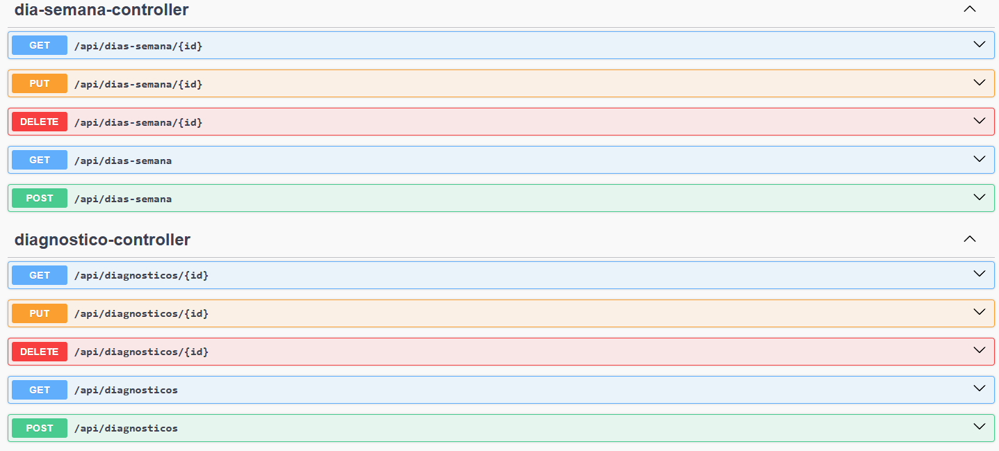 dia-semana-controller
GET /api/dias-semana/{id}
PUT /api/dias-semana/{id}
DELETE /api/dias-semana/{id}
GET /api/dias-semana
POST /api/dias-semana
diagnostico-controller
GET /api/diagnosticos/{id}
PUT /api/diagnosticos/{id}
DELETE /api/diagnosticos/{id}
GET /api/diagnosticos
POST /api/diagnosticos